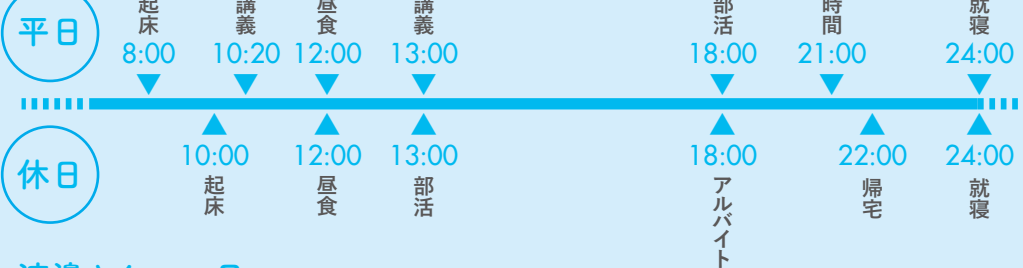 平日
起床
講義
昼食
講義
部活
時間
就寝
8:00
10:20
12:00
13:00
18:00
21:00
24:00
休日
10:00
12:00
13:00
18:00
22:00
24:00
起床
昼食
部活
アルバイト
帰宅
就寝